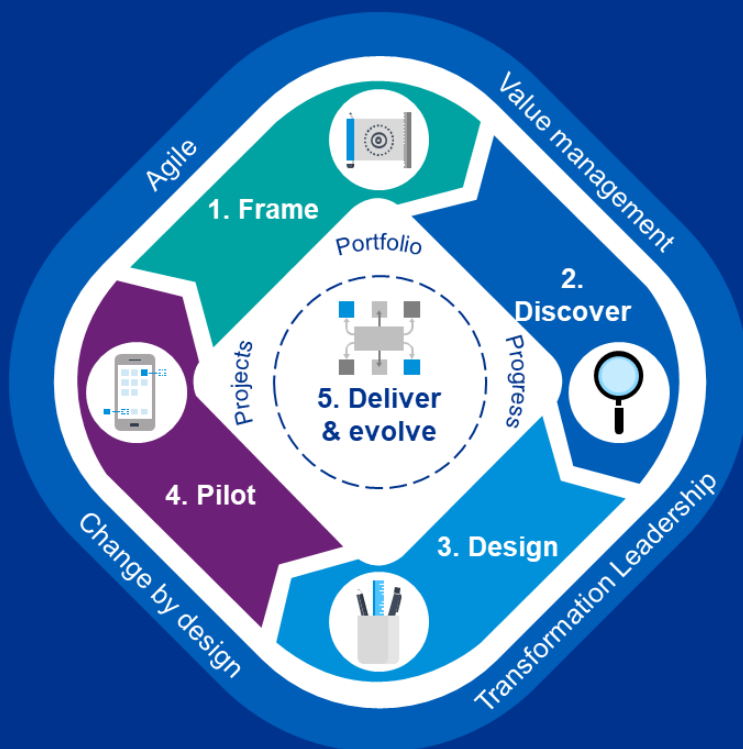 Agile
Value management
1. Frame
Portfolio
2.
Discover
Projects
Progress
5. Deliver
& evolve
4. Pilot
3. Design
Change by design
Transformation Leadership